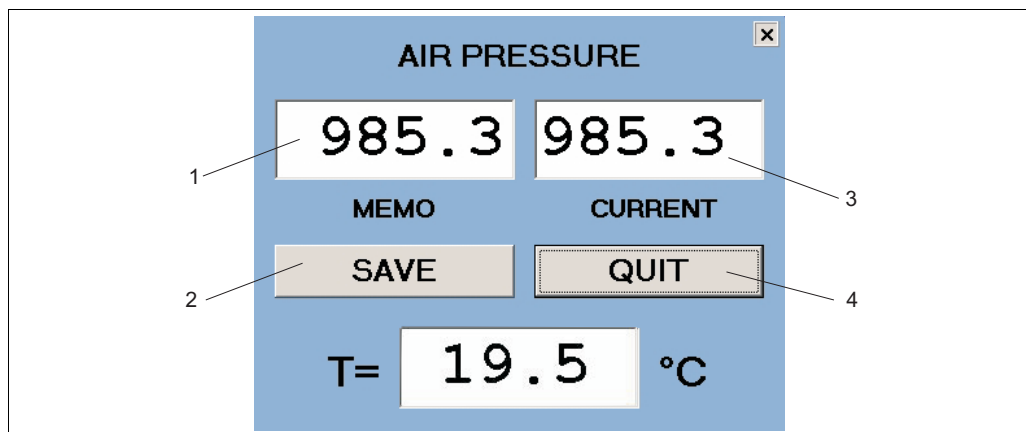 AIR PRESSURE
985.3 985.3
1
3
MEMO CURRENT
SAVE QUIT
2
4
T= 19.5 °C